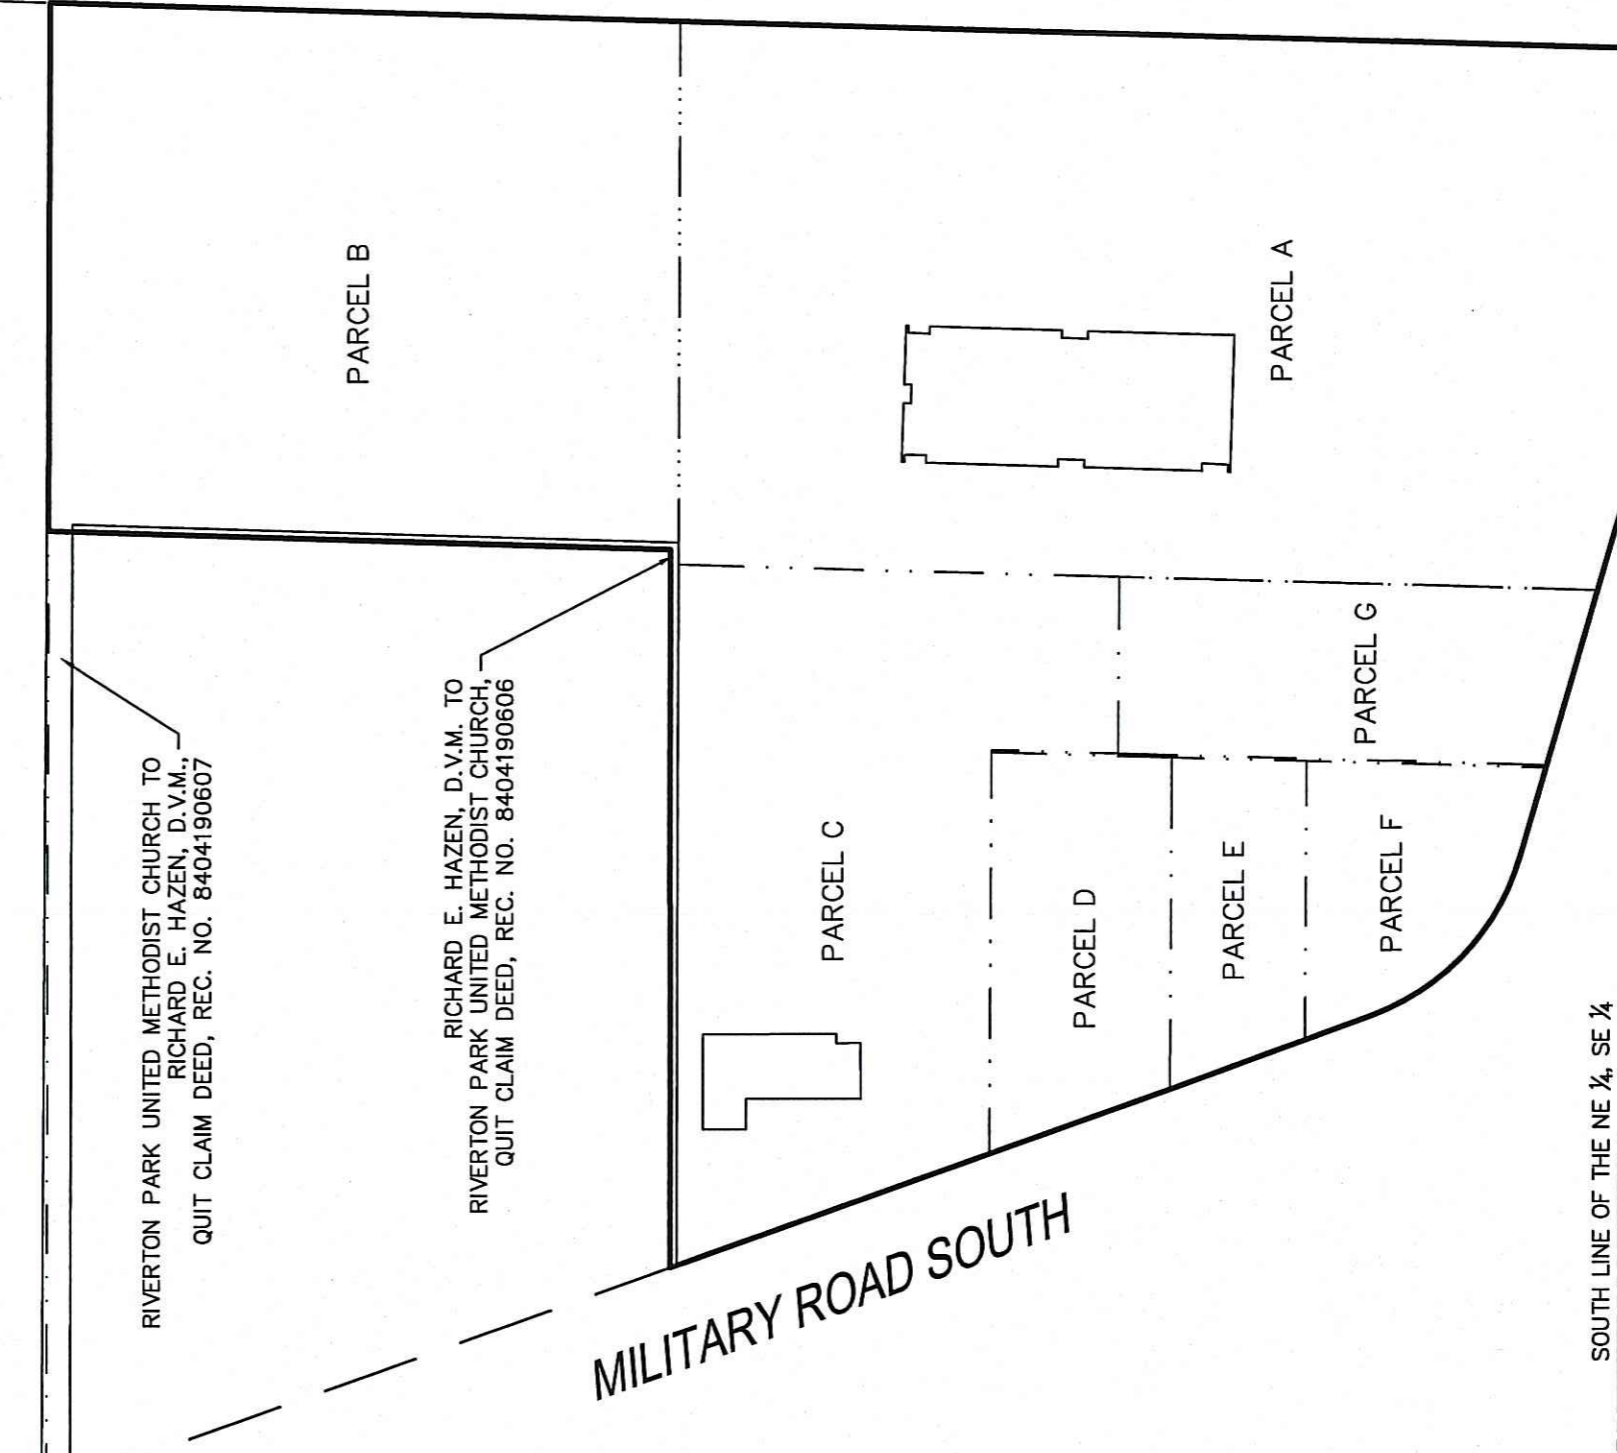 RIVERTON PARK UNITED METHODIST CHURCH TO
RICHARD E. HAZEN, D.V.M.,
QUIT CLAIM DEED, REC. NO. 8404190607
PARCEL B
RICHARD E. HAZEN, D.V.M. TO
RIVERTON PARK UNITED METHODIST CHURCH,
QUIT CLAIM DEED, REC. NO. 8404190606
PARCEL A
PARCEL C
PARCEL D
PARCEL E
PARCEL F
PARCEL G
MILITARY ROAD SOUTH
SOUTH LINE OF THE NE ¼, SE ¼